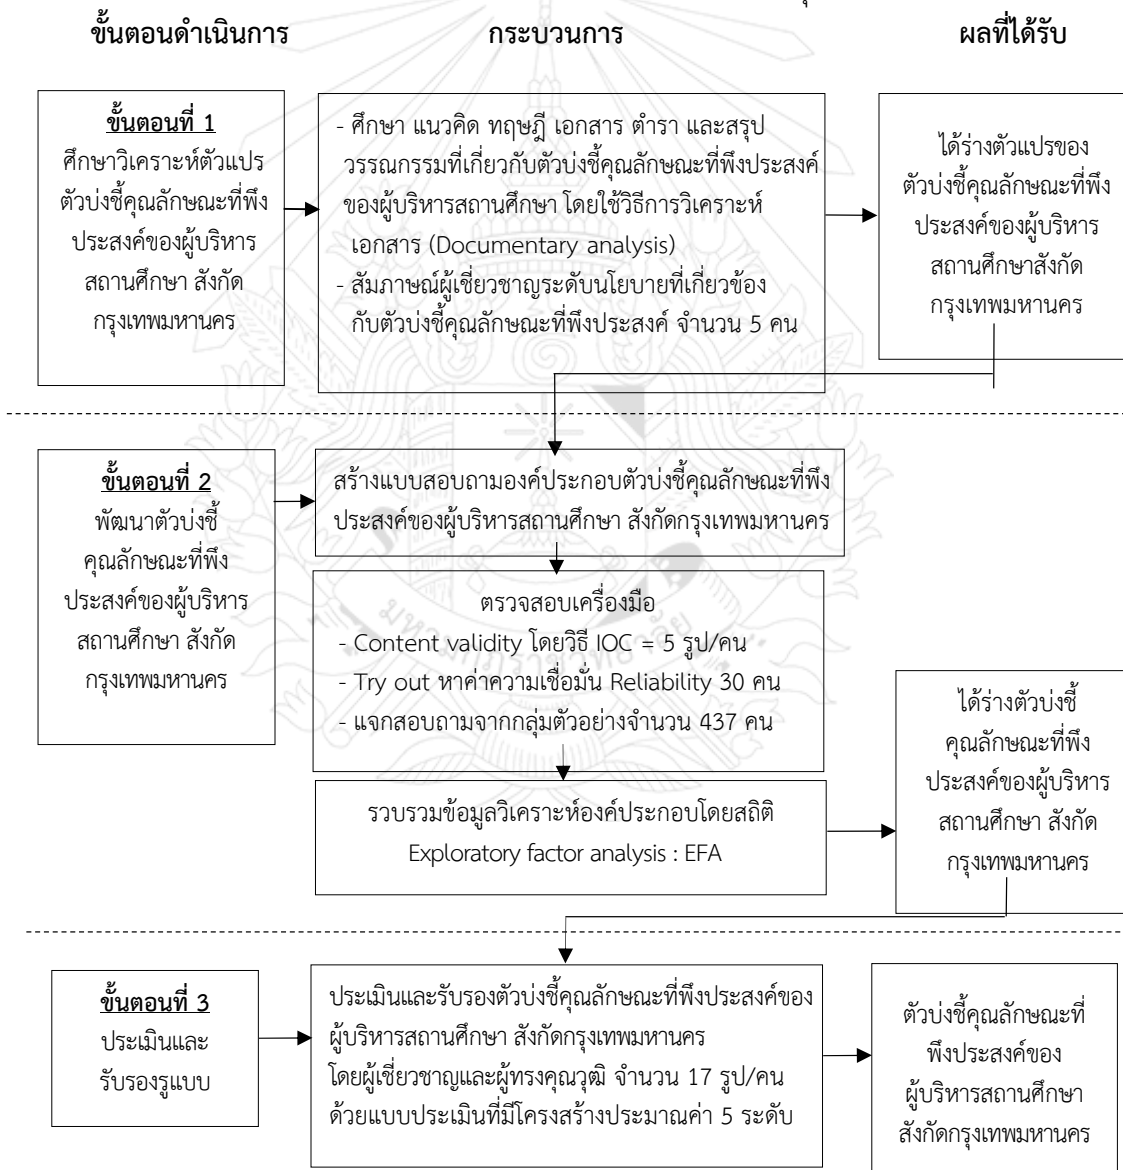 ขั้นตอนดำเนินการ
กระบวนการ
ผลที่ได้รับ
ขั้นตอนที่ 1
ศึกษาวิเคราะห์ตัวแปร
ตัวบ่งชี้คุณลักษณะที่พึง
ประสงค์ของผู้บริหาร
สถานศึกษา สังกัด
กรุงเทพมหานคร
- ศึกษา แนวคิด ทฤษฎี เอกสาร ตำรา และสรุป
วรรณกรรมที่เกี่ยวกับตัวบ่งชี้คุณลักษณะที่พึงประสงค์
ของผู้บริหารสถานศึกษา โดยใช้วิธีการวิเคราะห์
เอกสาร (Documentary analysis)
- สัมภาษณ์ผู้เชี่ยวชาญระดับนโยบายที่เกี่ยวข้อง
กับตัวบ่งชี้คุณลักษณะที่พึงประสงค์ จำนวน 5 คน
ได้ร่างตัวแปรของ
ตัวบ่งชี้คุณลักษณะที่พึง
ประสงค์ของผู้บริหาร
สถานศึกษาสังกัด
กรุงเทพมหานคร
ขั้นตอนที่ 2
พัฒนาตัวบ่งชี้
คุณลักษณะที่พึง
ประสงค์ของผู้บริหาร
สถานศึกษา สังกัด
กรุงเทพมหานคร
สร้างแบบสอบถามองค์ประกอบตัวบ่งชี้คุณลักษณะที่พึง
ประสงค์ของผู้บริหารสถานศึกษา สังกัดกรุงเทพมหานคร
ตรวจสอบเครื่องมือ
- Content validity โดยวิธี IOC = 5 รูป/คน
- Try out หาค่าความเชื่อมั่น Reliability 30 คน
- แจกสอบถามจากกลุ่มตัวอย่างจำนวน 437 คน
รวบรวมข้อมูลวิเคราะห์องค์ประกอบโดยสถิติ
Exploratory factor analysis : EFA
ได้ร่างตัวบ่งชี้
คุณลักษณะที่พึง
ประสงค์ของผู้บริหาร
สถานศึกษา สังกัด
กรุงเทพมหานคร
ขั้นตอนที่ 3
ประเมินและ
รับรองรูแบบ
ประเมินและรับรองตัวบ่งชี้คุณลักษณะที่พึงประสงค์ของ
ผู้บริหารสถานศึกษา สังกัดกรุงเทพมหานคร
โดยผู้เชี่ยวชาญและผู้ทรงคุณวุฒิ จำนวน 17 รูป/คน
ด้วยแบบประเมินที่มีโครงสร้างประมาณค่า 5 ระดับ
ตัวบ่งชี้คุณลักษณะที่
พึงประสงค์ของ
ผู้บริหารสถานศึกษา
สังกัดกรุงเทพมหานคร